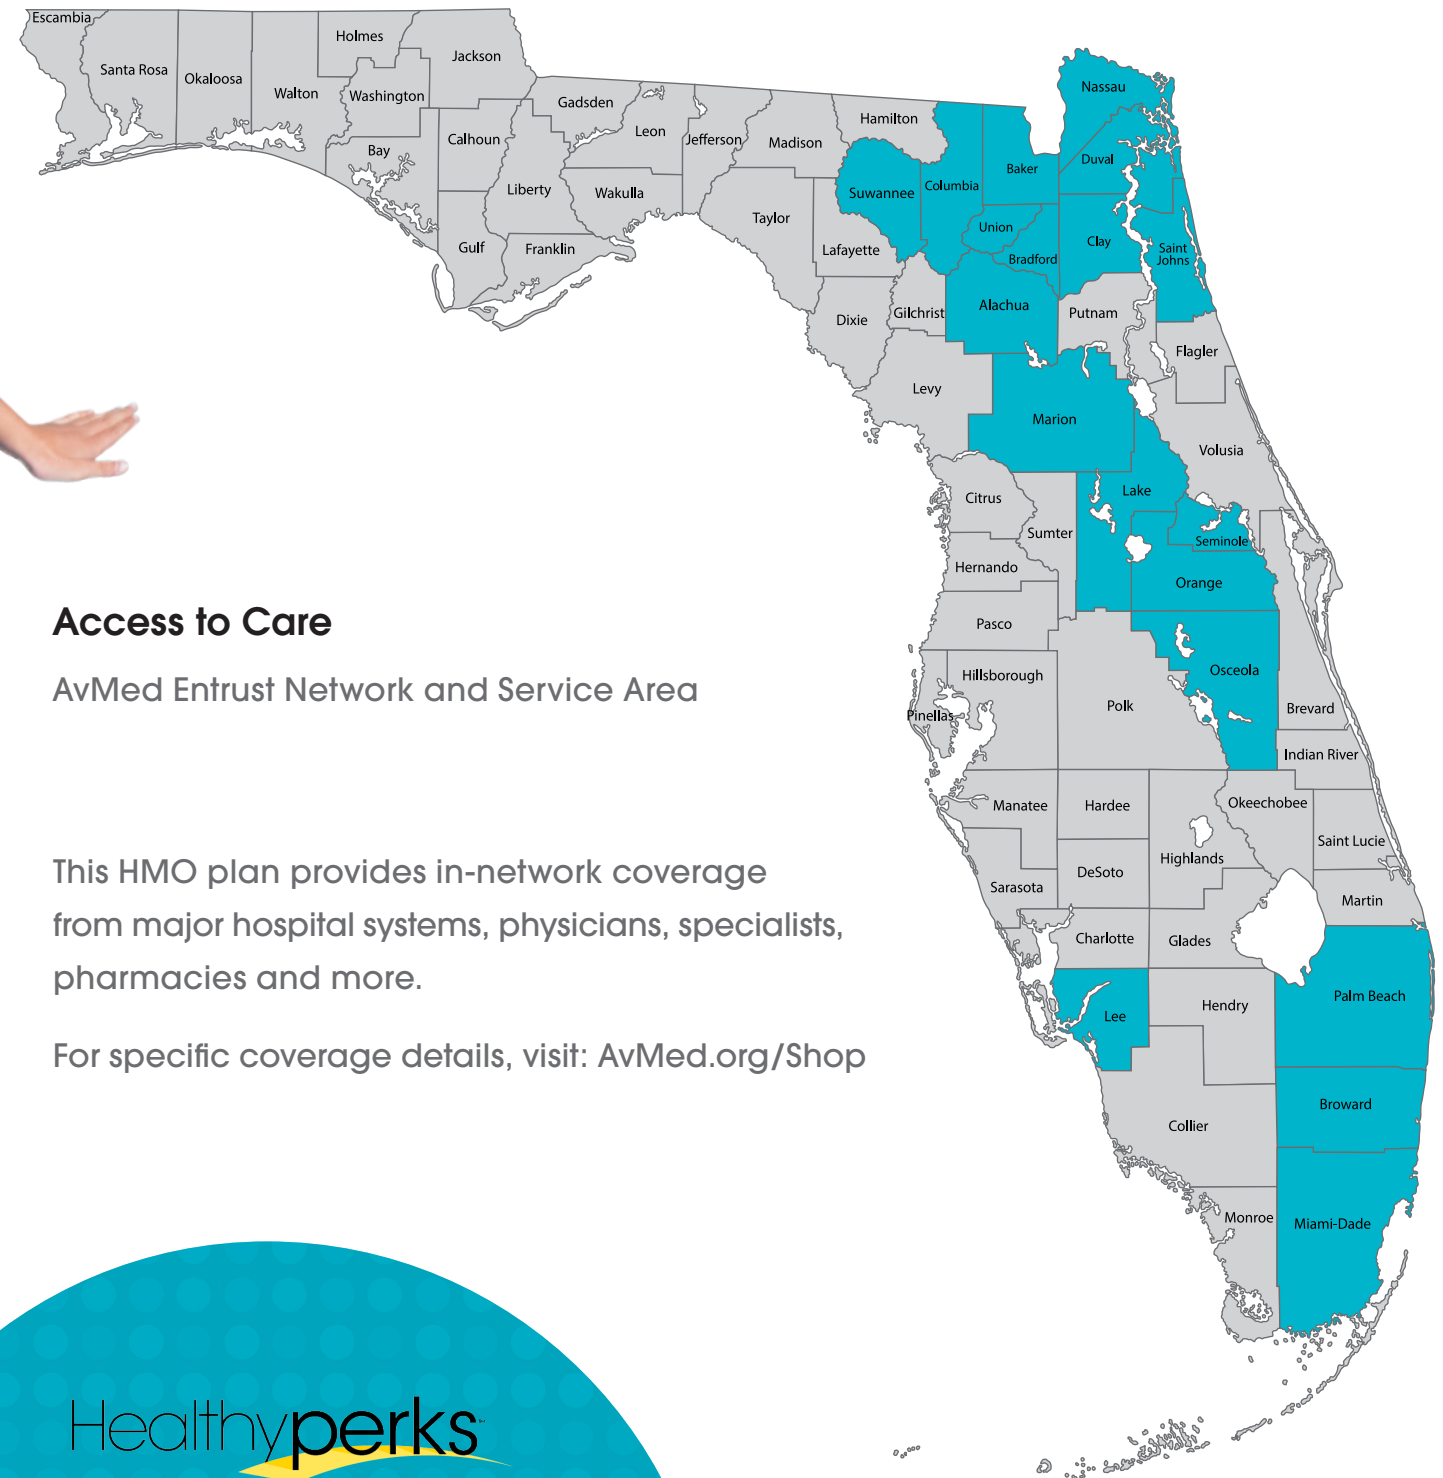 Escambia
Santa Rosa
Okaloosa
Walton
Holmes
Washington
Jackson
Bay
Calhoun
Gulf
Liberty
Gadsden
Franklin
Leon
Wakulla
Jefferson
Madison
Taylor
Hamilton
Suwannee
Lafayette
Dixie
Columbia
Gilchrist
Levy
Baker
Union
Bradford
Alachua
Nassau
Duval
Clay
Saint
Johns
Putnam
Flagler
Marion
Volusia
Citrus
Sumter
Lake
Seminole
Hernando
Orange
Pasco
Hillsborough
Pinellas
Polk
Osceola
Brevard
Indian River
Manatee
Hardee
Okeechobee
Highlands
Saint Lucie
Sarasota
DeSoto
Martin
Charlotte
Glades
Lee
Hendry
Palm Beach
Collier
Broward
Monroe
Miami-Dade
Access to Care
AvMed Entrust Network and Service Area
This HMO plan provides in-network coverage
from major hospital systems, physicians, specialists,
pharmacies and more.
For specific coverage details, visit: AvMed.org/Shop
Healthyperks